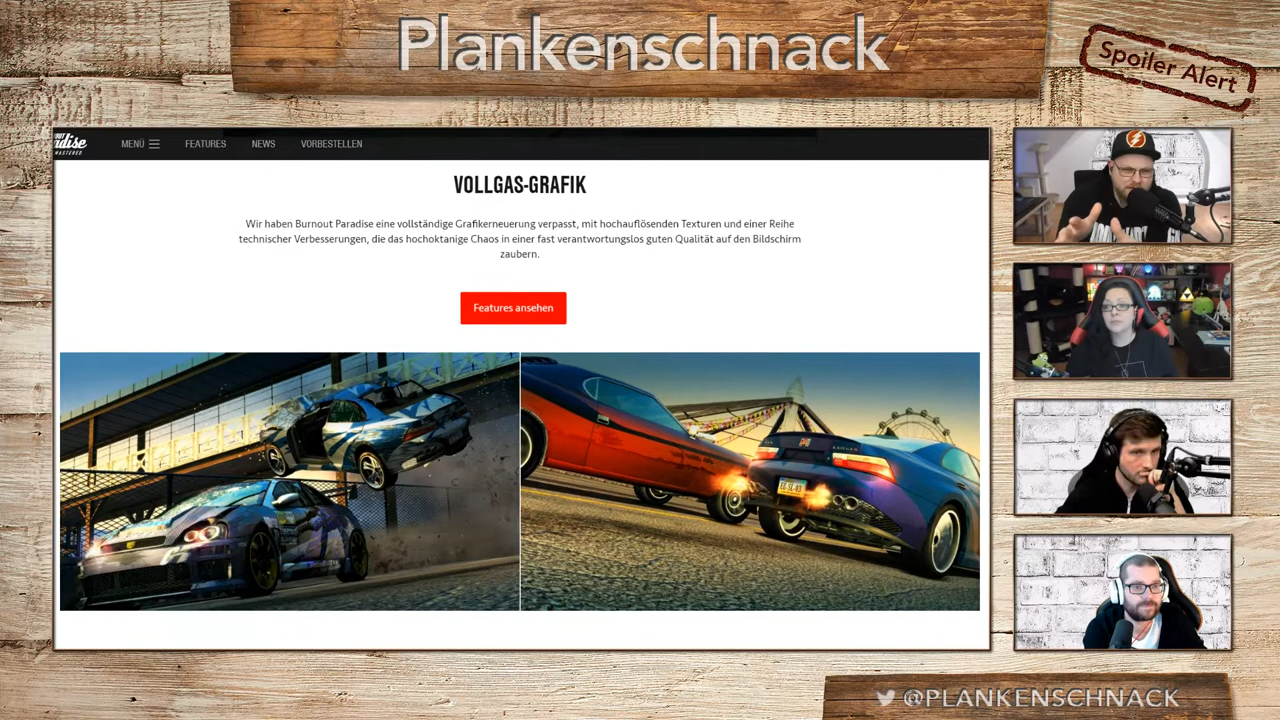 Plankenschnack
Spoiler Alert
MENÜ
FEATURES
NEWS
VORBESTELLEN
VOLLGAS-GRAFIK
Wir haben Burnout Paradise eine vollständige Grafikerneuerung verpasst, mit hochauflösenden Texturen und einer Reihe
technischer Verbesserungen, die das hochoktanige Chaos in einer fast verantwortungslos guten Qualität auf den Bildschirm
zaubern.
Features ansehen
@PLANKENSCHNACK